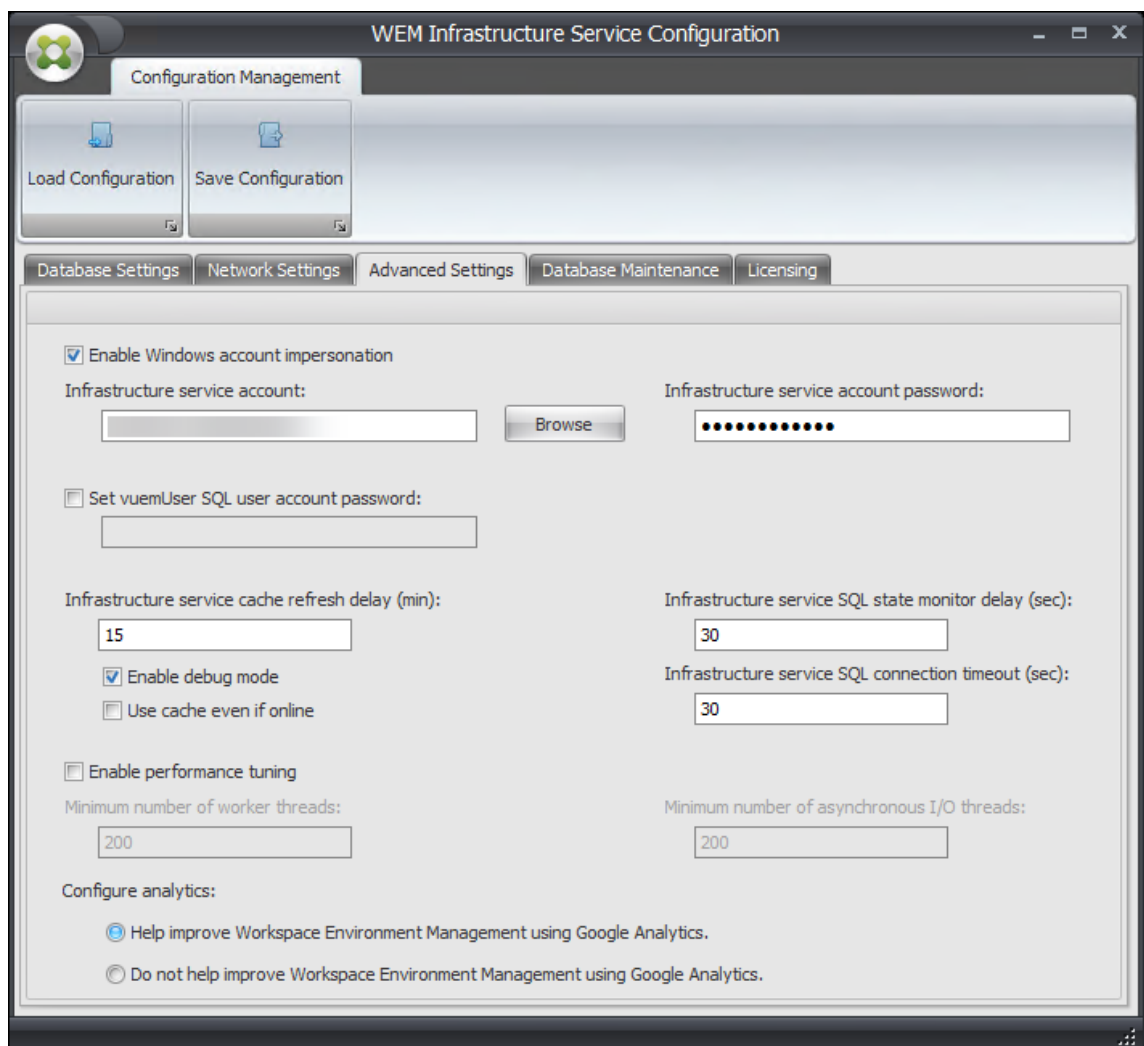 WEM Infrastructure Service Configuration
Configuration Management
Load Configuration Save Configuration
Database Settings Network Settings Advanced Settings Database Maintenance Licensing
Enable Windows account impersonation
Infrastructure service account: Infrastructure service account password:
Browse ●●●●●●●●●●●●
Set vuemUser SQL user account password:
Infrastructure service cache refresh delay (min): Infrastructure service SQL state monitor delay (sec):
15 30
Enable debug mode Infrastructure service SQL connection timeout (sec):
Use cache even if online 30
Enable performance tuning
Minimum number of worker threads: Minimum number of asynchronous I/O threads:
200 200
Configure analytics:
Help improve Workspace Environment Management using Google Analytics.
Do not help improve Workspace Environment Management using Google Analytics.